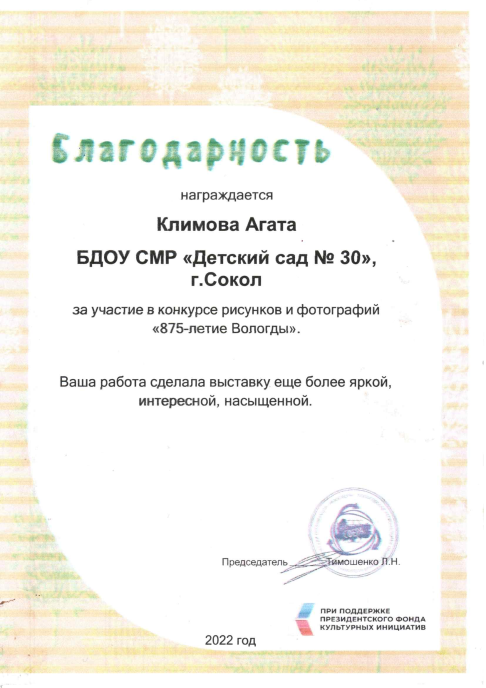 Благодарность
награждается
Климова Агата
БДОУ СМР «Детский сад № 30»,
г.Сокол
за участие в конкурсе рисунков и фотографий
«875-летие Вологды».
Ваша работа сделала выставку еще более яркой,
интересной, насыщенной.
Председатель Тимошенко Л.Н.
ПРИ ПОДДЕРЖКЕ
ПРЕЗИДЕНТСКОГО ФОНДА
КУЛЬТУРНЫХ ИНИЦИАТИВ
2022 год